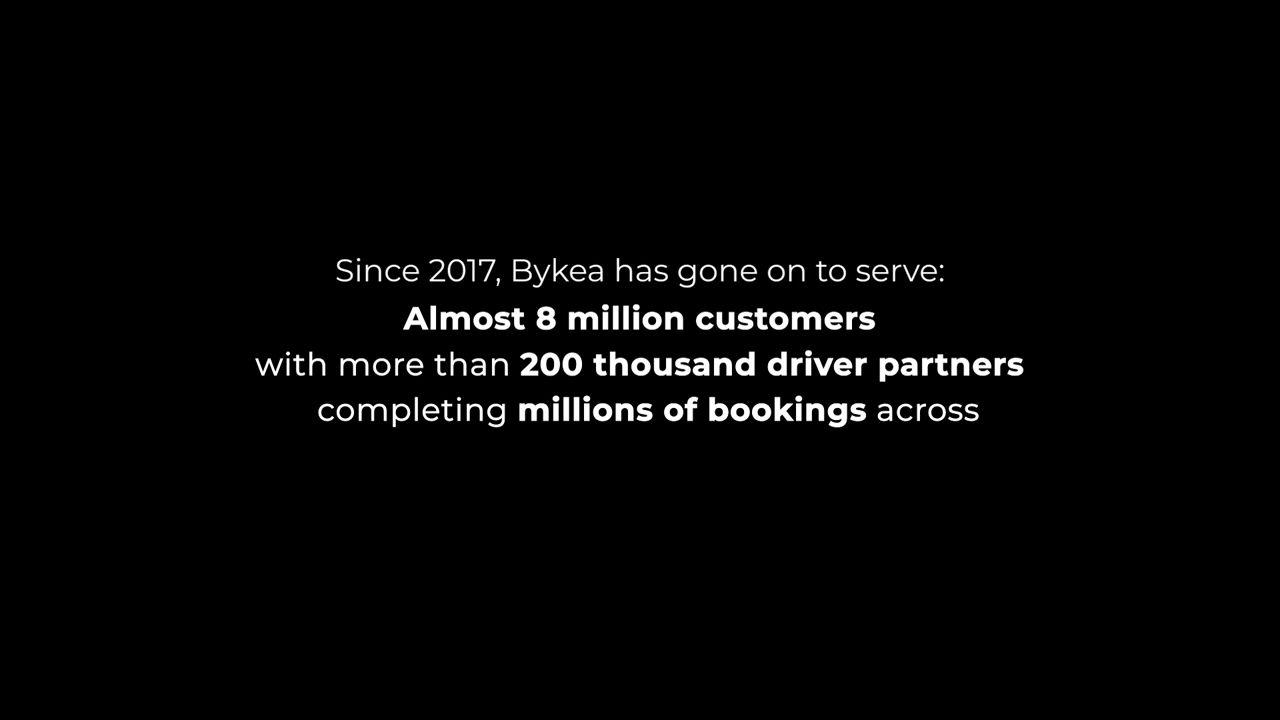 Since 2017, Bykea has gone on to serve:
Almost 8 million customers
with more than 200 thousand driver partners
completing millions of bookings across